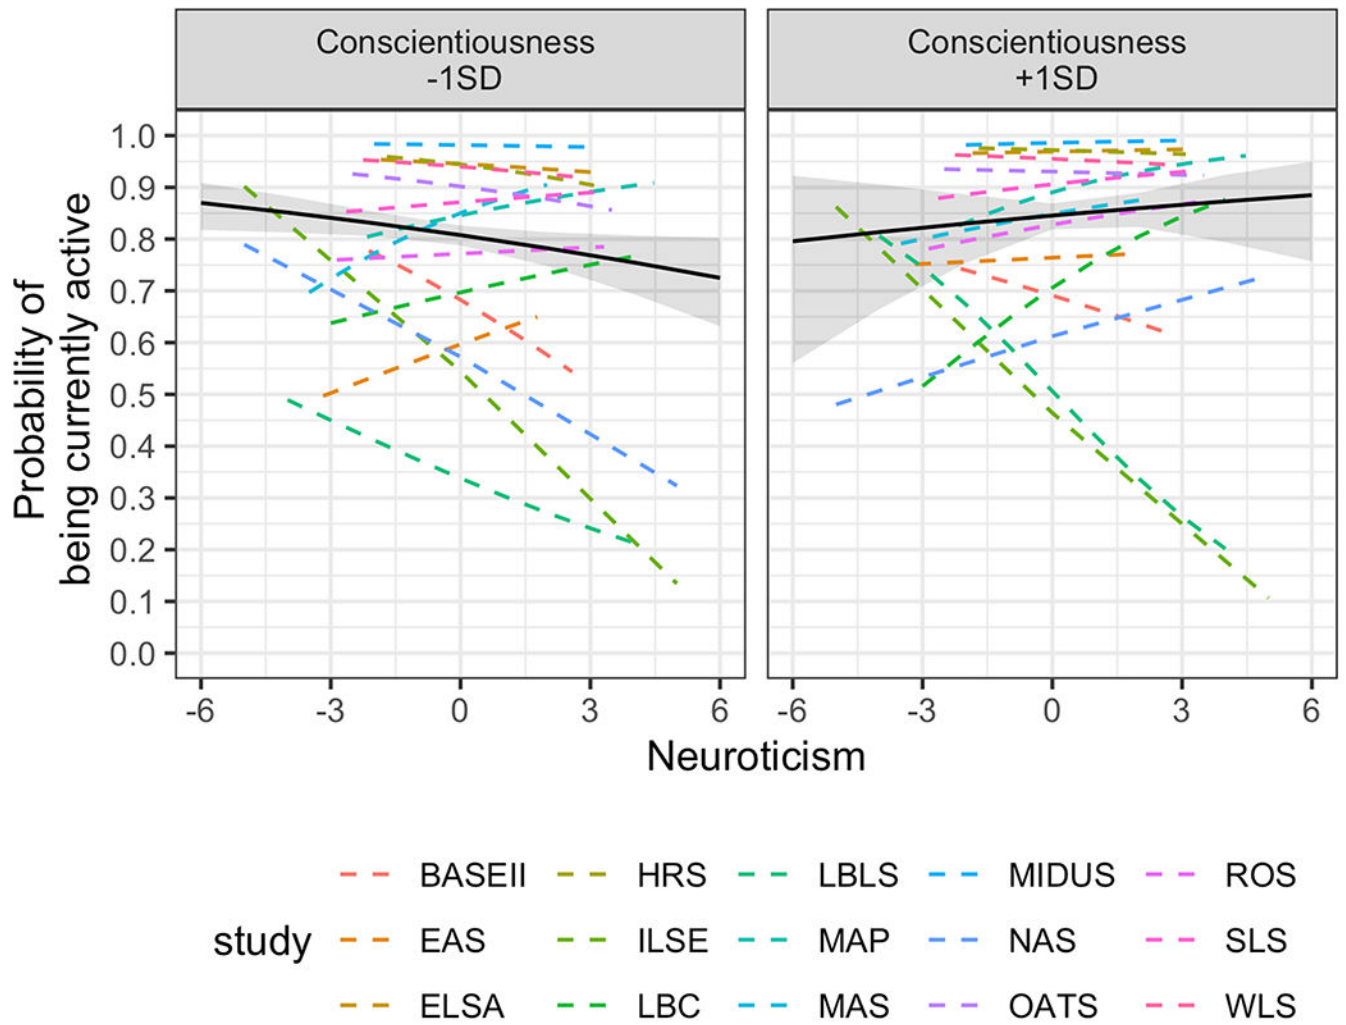 Conscientiousness
-1SD
Conscientiousness
+1SD
Probability of
being currently active
1.0
0.9
0.8
0.7
0.6
0.5
0.4
0.3
0.2
0.1
0.0
-6 -3 0 3 6
-6 -3 0 3 6
Neuroticism
study
BASEII HRS LBLS MIDUS ROS
EAS ILSE MAP NAS SLS
ELSA LBC MAS OATS WLS